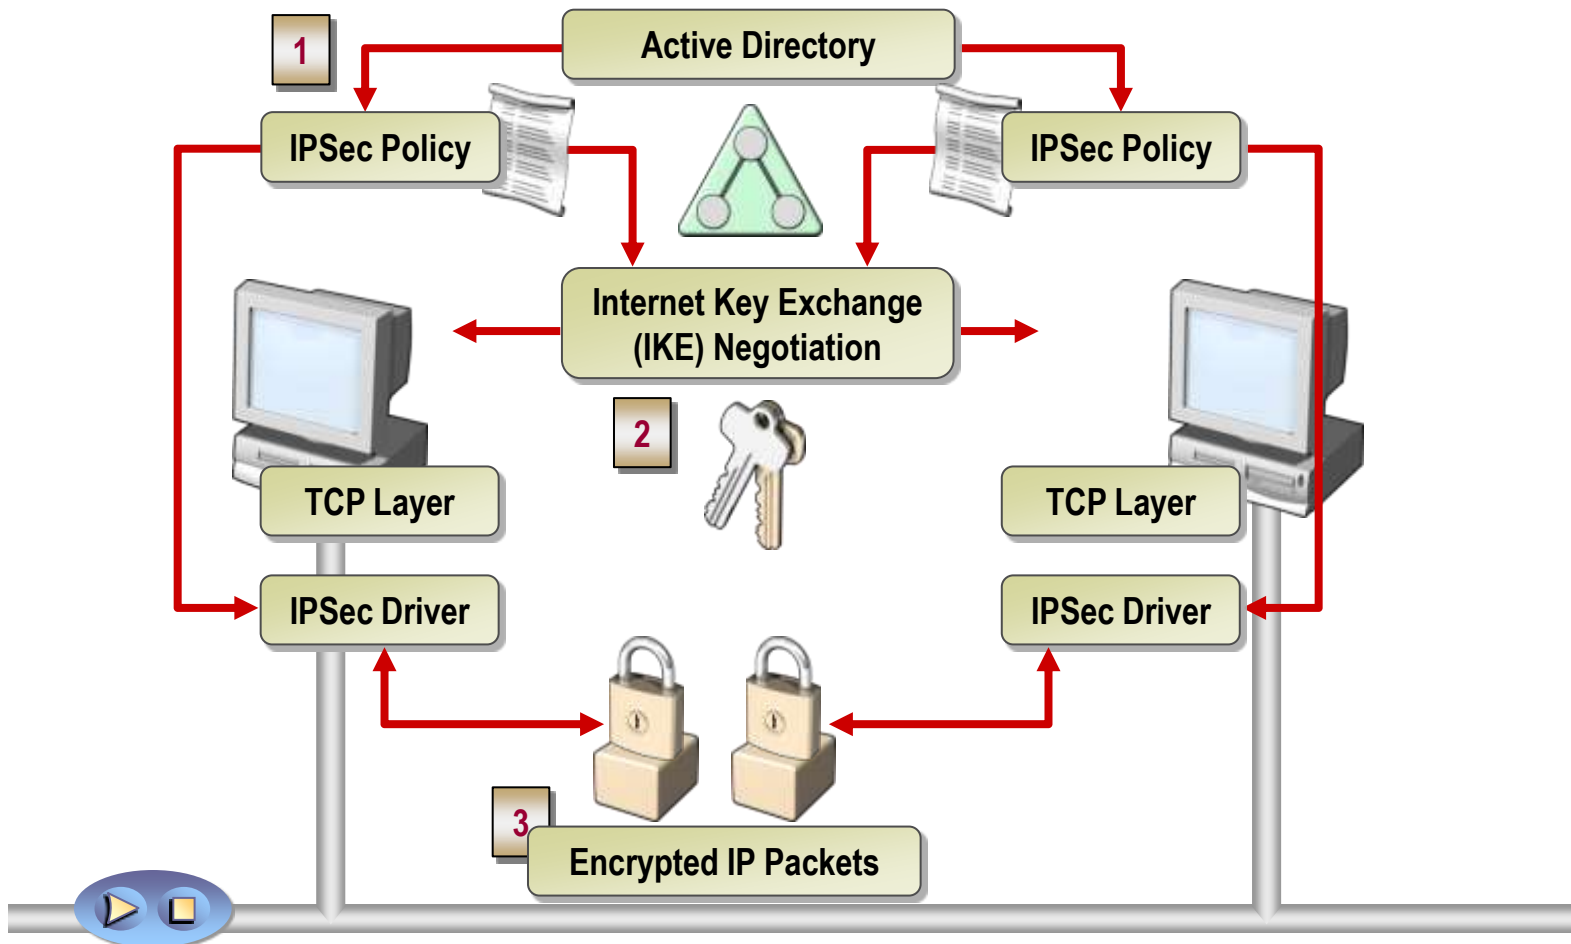 1
Active Directory
IPSec Policy
IPSec Policy
Internet Key Exchange
(IKE) Negotiation
2
TCP Layer
TCP Layer
IPSec Driver
IPSec Driver
3
Encrypted IP Packets